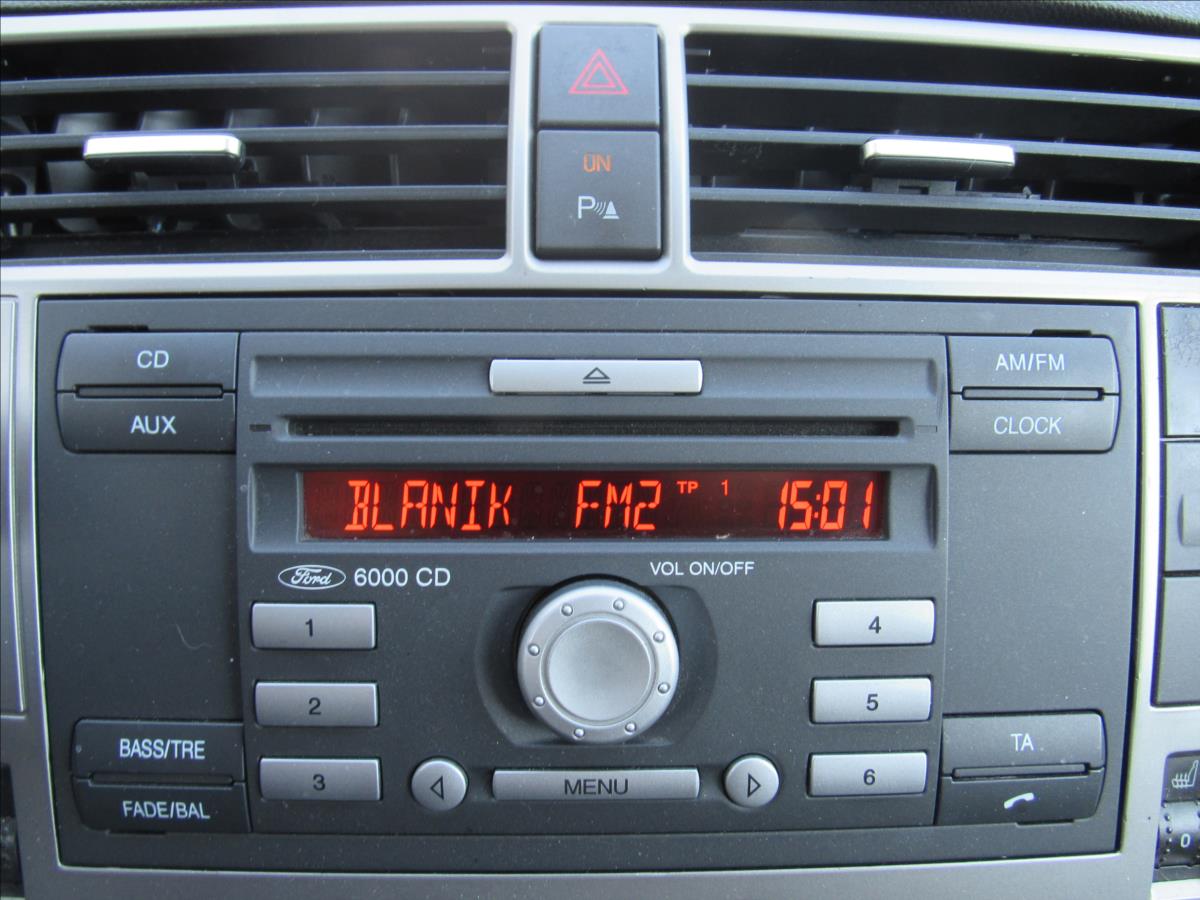 ON
P
CD
AM/FM
AUX
CLOCK
BLANIK FM2 TP 1 15:01
Ford 6000 CD
VOL ON/OFF
1
4
2
5
BASS/TRE
TA
3
MENU
6
FADE/BAL
0